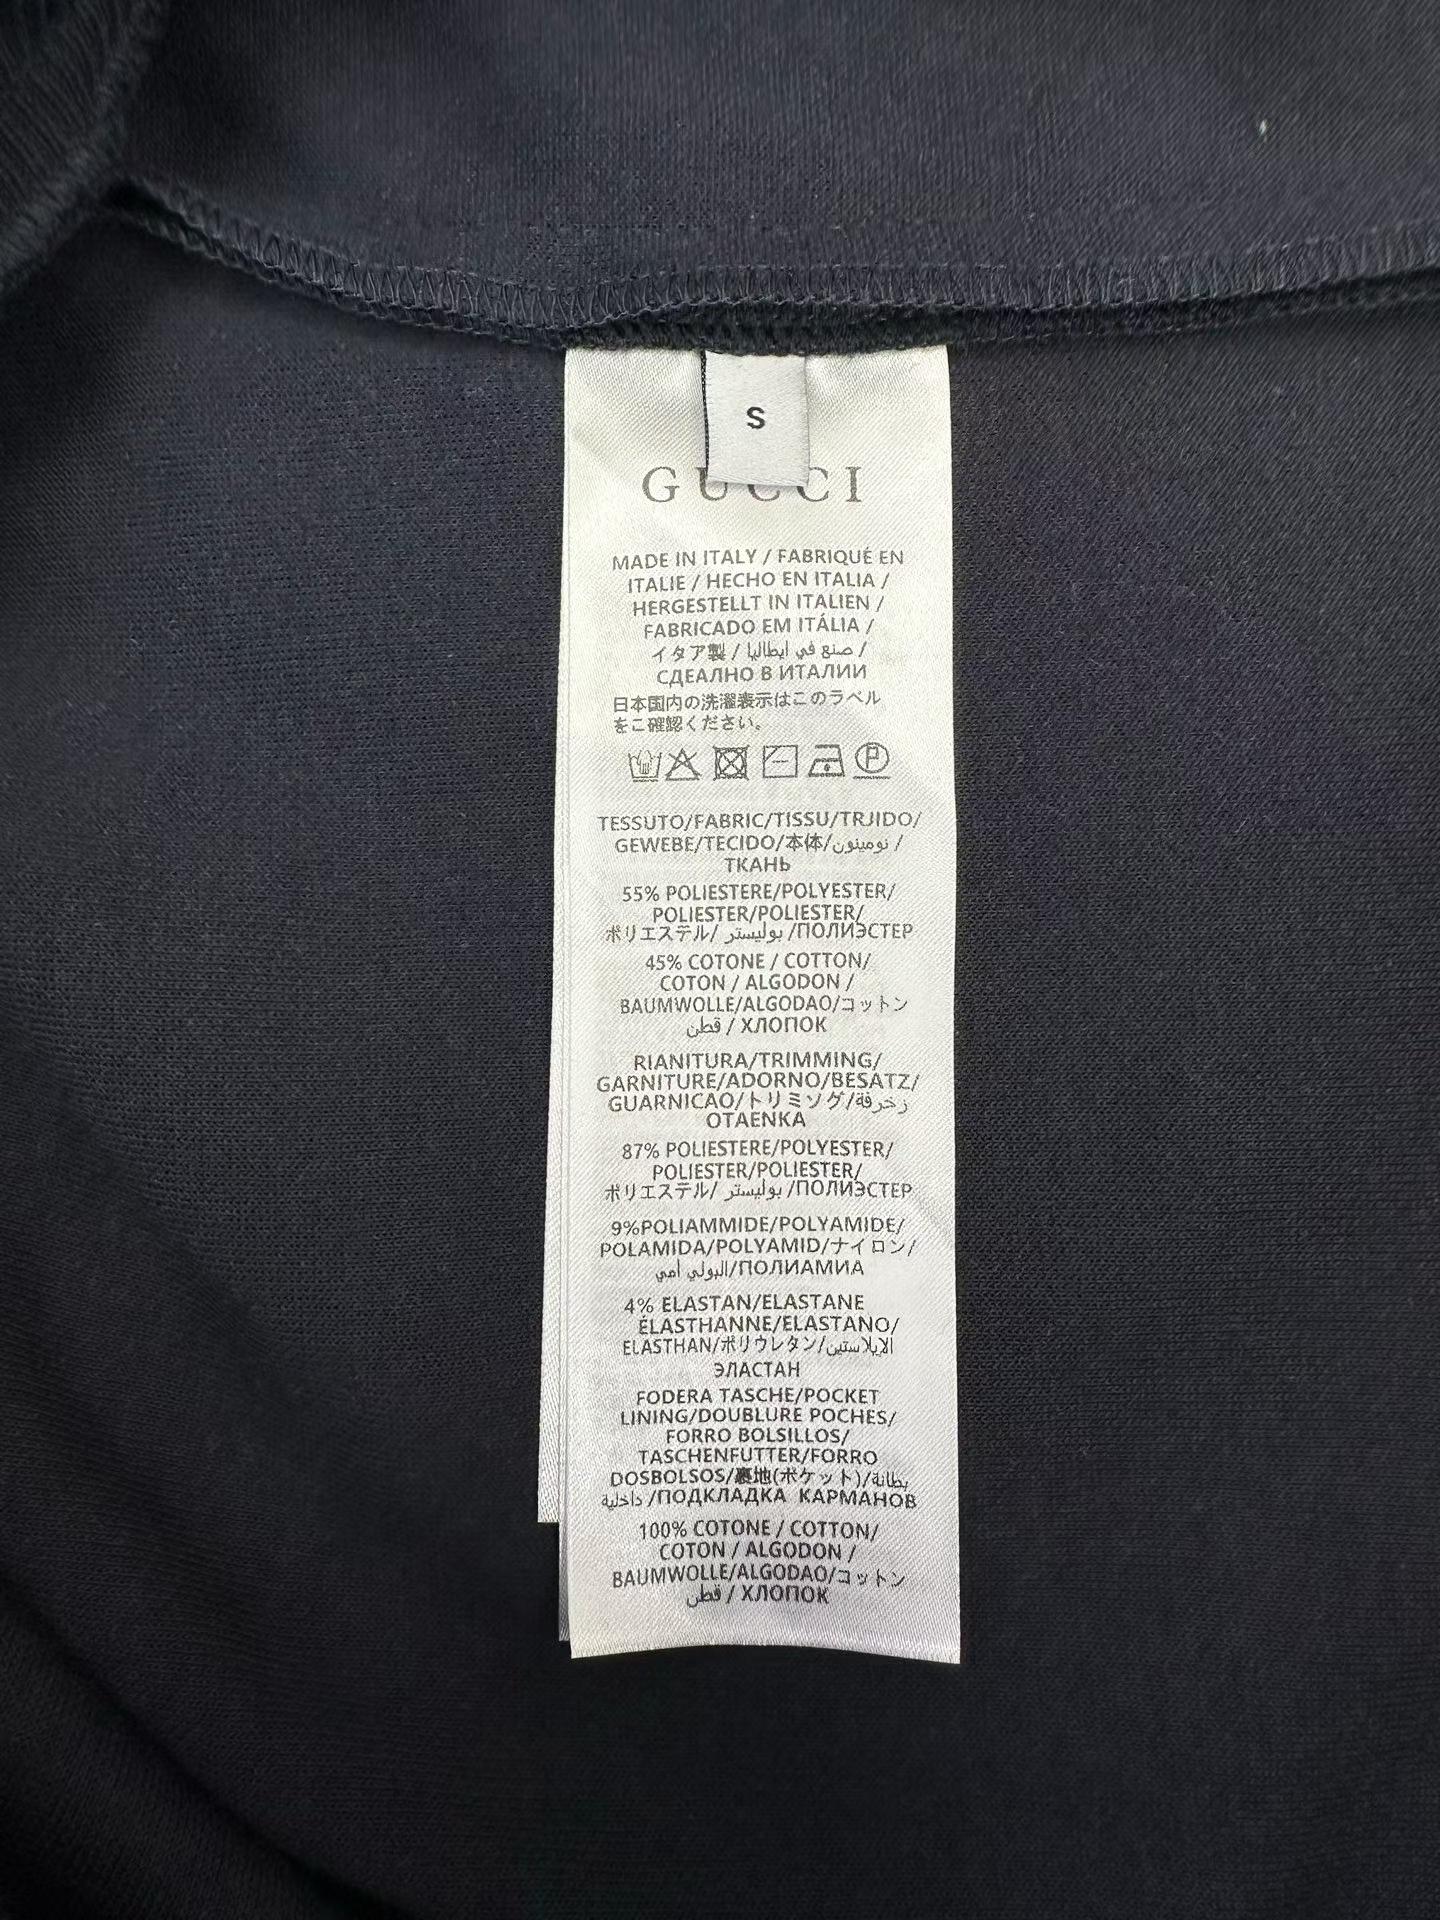 S
GUCCI
MADE IN ITALY / FABRIQUÉ EN
ITALIE / HECHO EN ITALIA /
HERGESTELLT IN ITALIEN /
FABRICADO EM ITÁLIA /
イタア製 / صنع في ايطاليا /
СДЕАЛНО В ИТАЛИИ
日本国内の洗濯表示はこのラベル
をこ確認ください。
TESSUTO/FABRIC/TISSU/TRJIDO/
GEWEBE/TECIDO/本体/نومينون /
ТКАНЬ
55% POLIESTERE/POLYESTER/
POLIESTER/POLIESTER/
ポリエステル/ بوليستر /ПОЛИЭСТЕР
45% COTONE / COTTON/
COTON / ALGODON /
BAUMWOLLE/ALGODAO/コットン
قطن / ХЛОПОК
RIANITURA/TRIMMING/
GARNITURE/ADORNO/BESATZ/
GUARNICAO/トリミソグ/زخرفة
OTAENKA
87% POLIESTERE/POLYESTER/
POLIESTER/POLIESTER/
ポリエステル/ بوليستر /ПОЛИЭСТЕР
9%POLIAMMIDE/POLYAMIDE/
POLAMIDA/POLYAMID/ナイロン/
البولي أمي/ПОЛИАМИА
4% ELASTAN/ELASTANE
ÉLASTHANNE/ELASTANO/
ELASTHAN/ポリウレタン/الإيلاستين
ЭЛАСТАН
FODERA TASCHE/POCKET
LINING/DOUBLURE POCHES/
FORRO BOLSILLOS/
TASCHENFUTTER/FORRO
DOSBOLSOS/裏地(ポケット)/بطانة
داخلية /ПОДКЛАДКА КАРМАНОВ
100% COTONE / COTTON/
COTON / ALGODON /
BAUMWOLLE/ALGODAO/コットン
قطن / ХЛОПОК